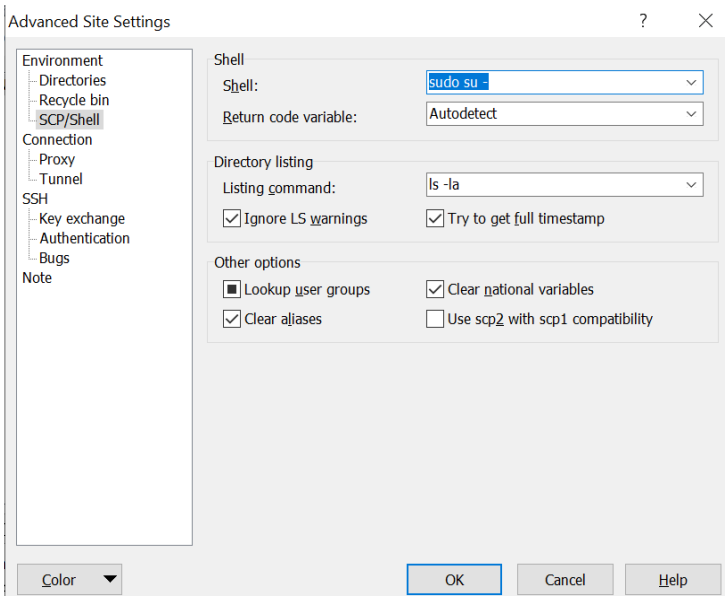 Advanced Site Settings ? ×
Environment
Directories
Recycle bin
SCP/Shell
Connection
Proxy
Tunnel
SSH
Key exchange
Authentication
Bugs
Note
Shell
Shell: sudo su -
Return code variable: Autodetect
Directory listing
Listing command: ls -la
Ignore LS warnings Try to get full timestamp
Other options
Lookup user groups Clear national variables
Clear aliases Use scp2 with scp1 compatibility
Color OK Cancel Help